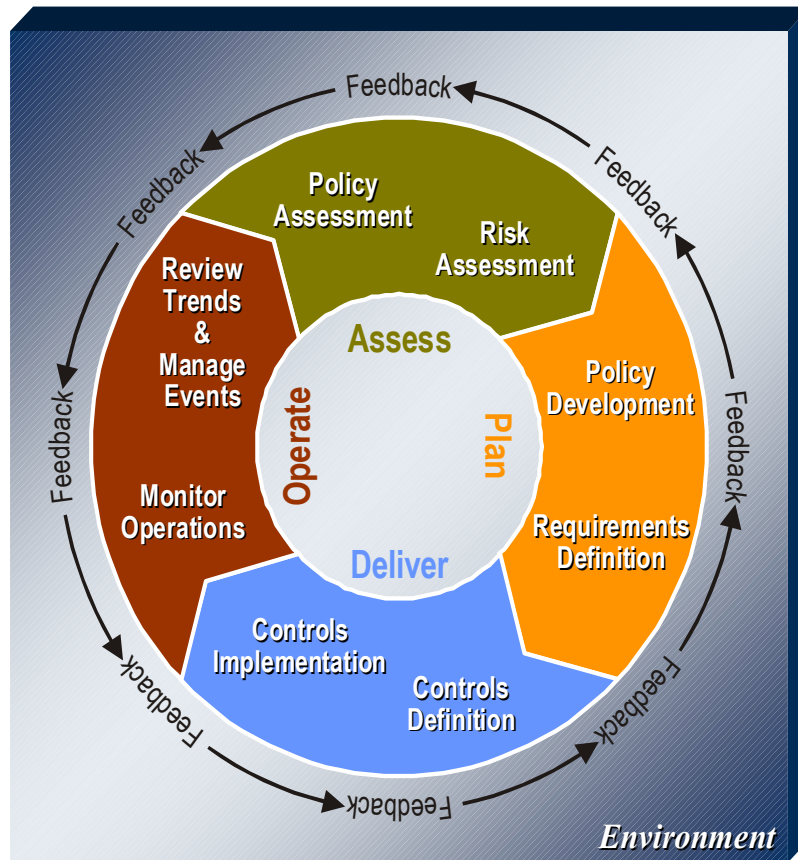 Feedback
Feedback
Feedback
Policy
Assessment
Risk
Assessment
Review
Trends
&
Manage
Events
Assess
Policy
Development
Operate
Plan
Feedback
Feedback
Monitor
Operations
Requirements
Definition
Deliver
Controls
Implementation
Controls
Definition
Feedback
Feedback
Feedback
Environment